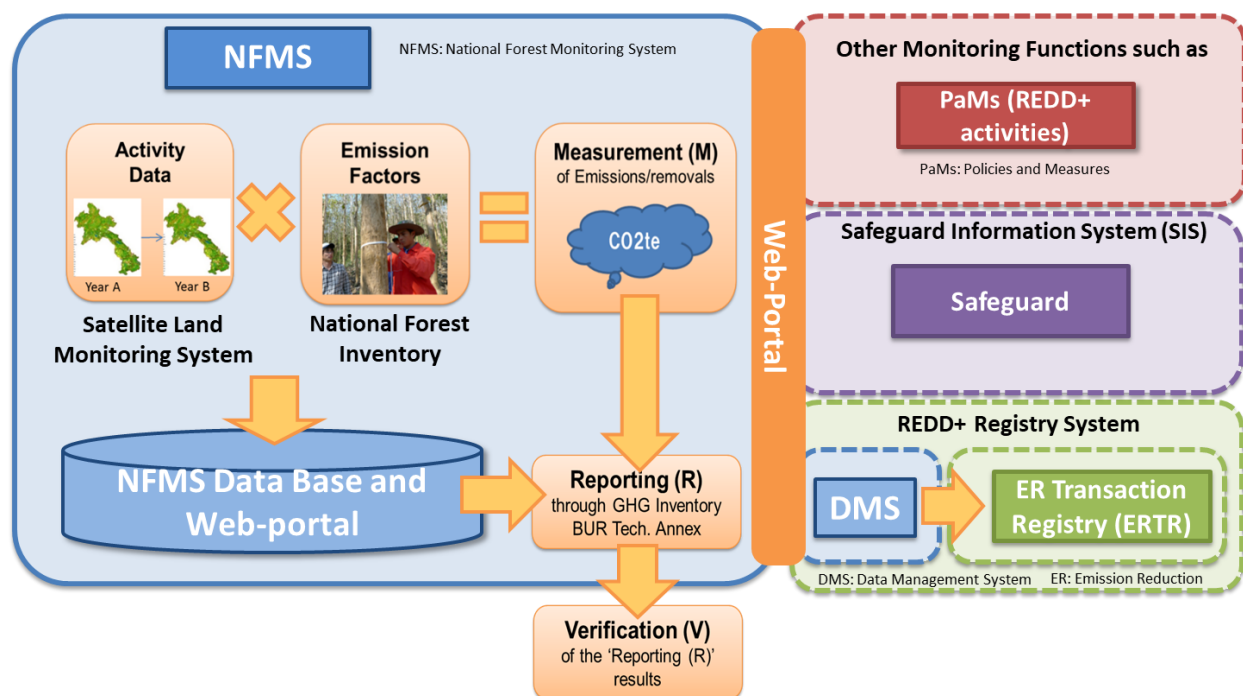 NFMS
NFMS: National Forest Monitoring System
Activity
Data
Year A
Year B
Satellite Land
Monitoring System
Emission
Factors
National Forest
Inventory
Measurement (M)
of Emissions/removals
CO2te
NFMS Data Base and
Web-portal
Reporting (R)
through GHG Inventory
BUR Tech. Annex
Verification (V)
of the ‘Reporting (R)’
results
Web-Portal
Other Monitoring Functions such as
PaMs (REDD+
activities)
PaMs: Policies and Measures
Safeguard Information System (SIS)
Safeguard
REDD+ Registry System
DMS
ER Transaction
Registry (ERTR)
DMS: Data Management System
ER: Emission Reduction